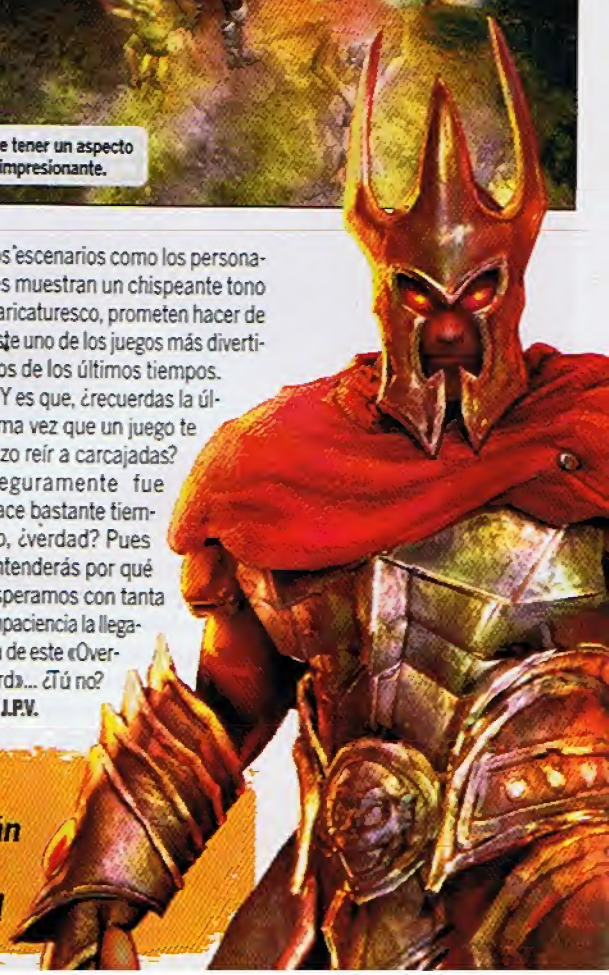 e tener un aspecto
impresionante.
os escenarios como los persona-
es muestran un chispeante tono
aricaturesco, prometen hacer de
ste uno de los juegos más diverti-
os de los últimos tiempos.
Y es que, ¿recuerdas la úl-
ma vez que un juego te
zo reír a carcajadas?
eguramente fue
ace bastante tiem-
o, ¿verdad? Pues
ntenderás por qué
speramos con tanta
mpaciencia la llega-
a de este «Over-
rd»... ¿Tú no?
J.P.V.